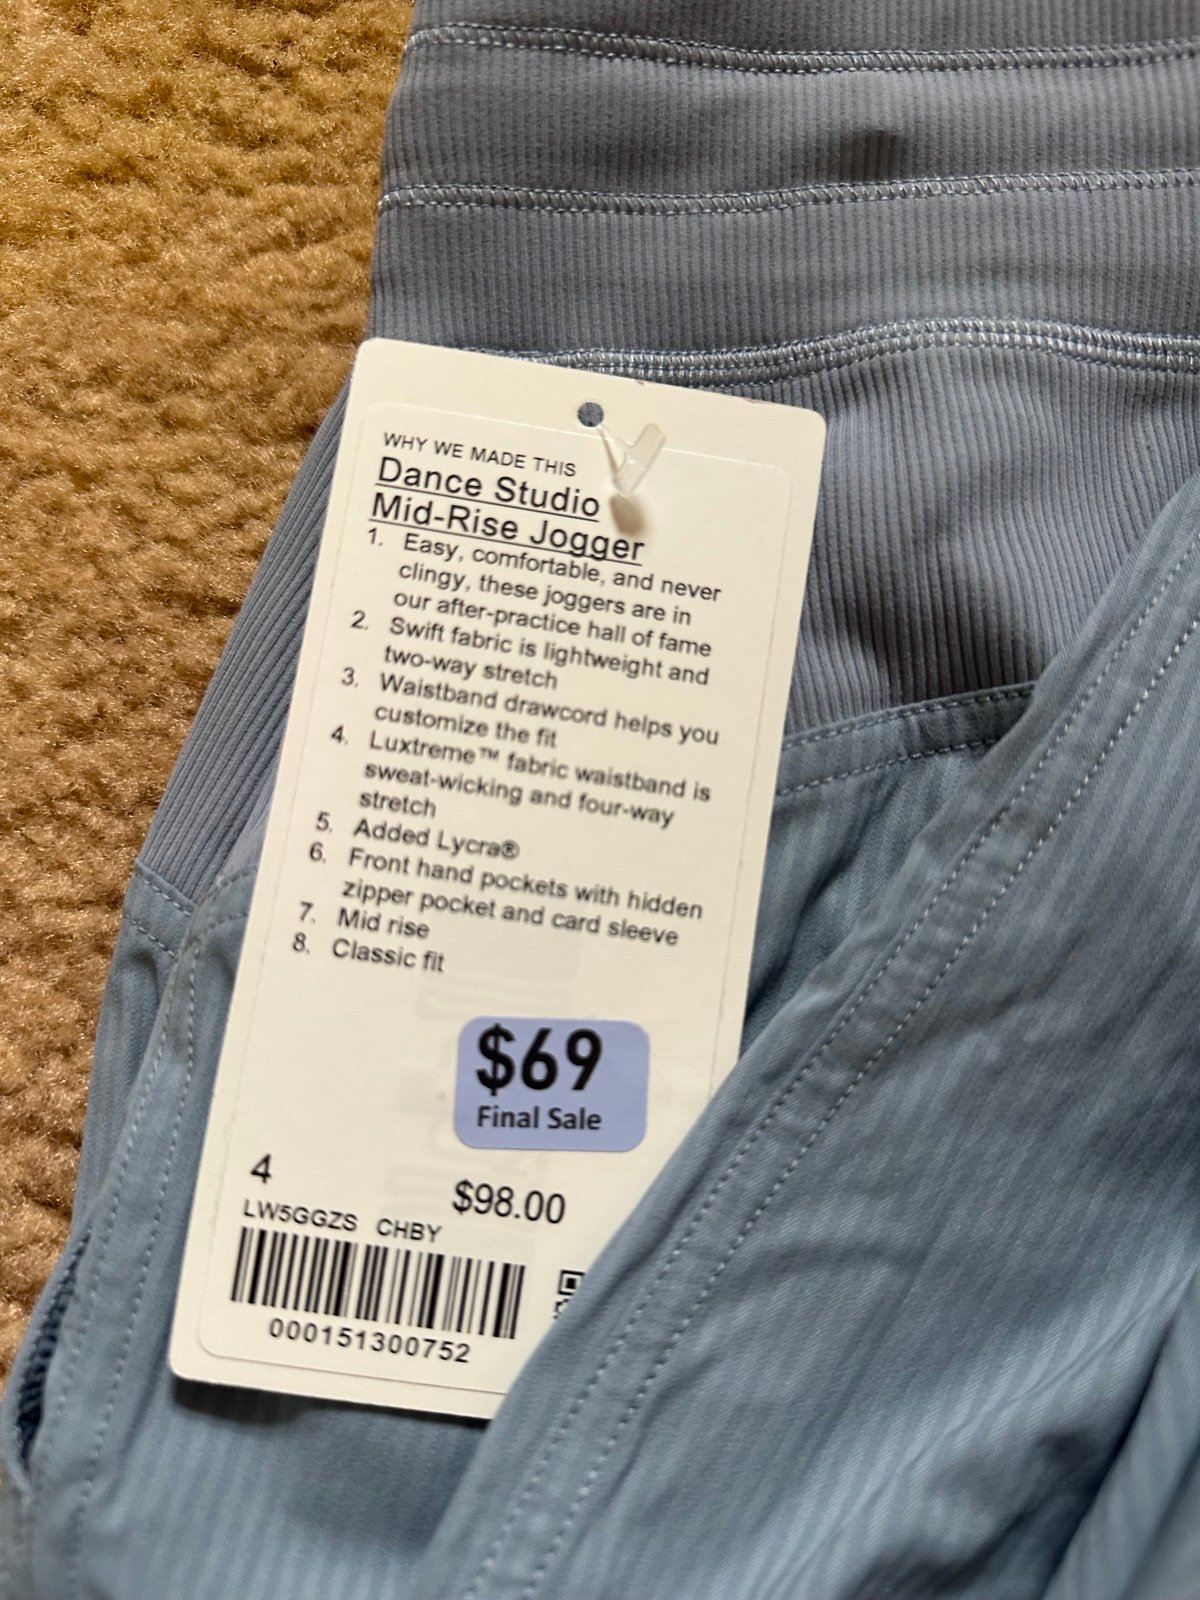 WHY WE MADE THIS
Dance Studio
Mid-Rise Jogger
1. Easy, comfortable, and never
clingy, these joggers are in
our after-practice hall of fame
2. Swift fabric is lightweight and
two-way stretch
3. Waistband drawcord helps you
customize the fit
4. Luxtreme™ fabric waistband is
sweat-wicking and four-way
stretch
5. Added Lycra®
6. Front hand pockets with hidden
zipper pocket and card sleeve
7. Mid rise
8. Classic fit
$69
Final Sale
4
$98.00
LW5GGZS CHBY
000151300752